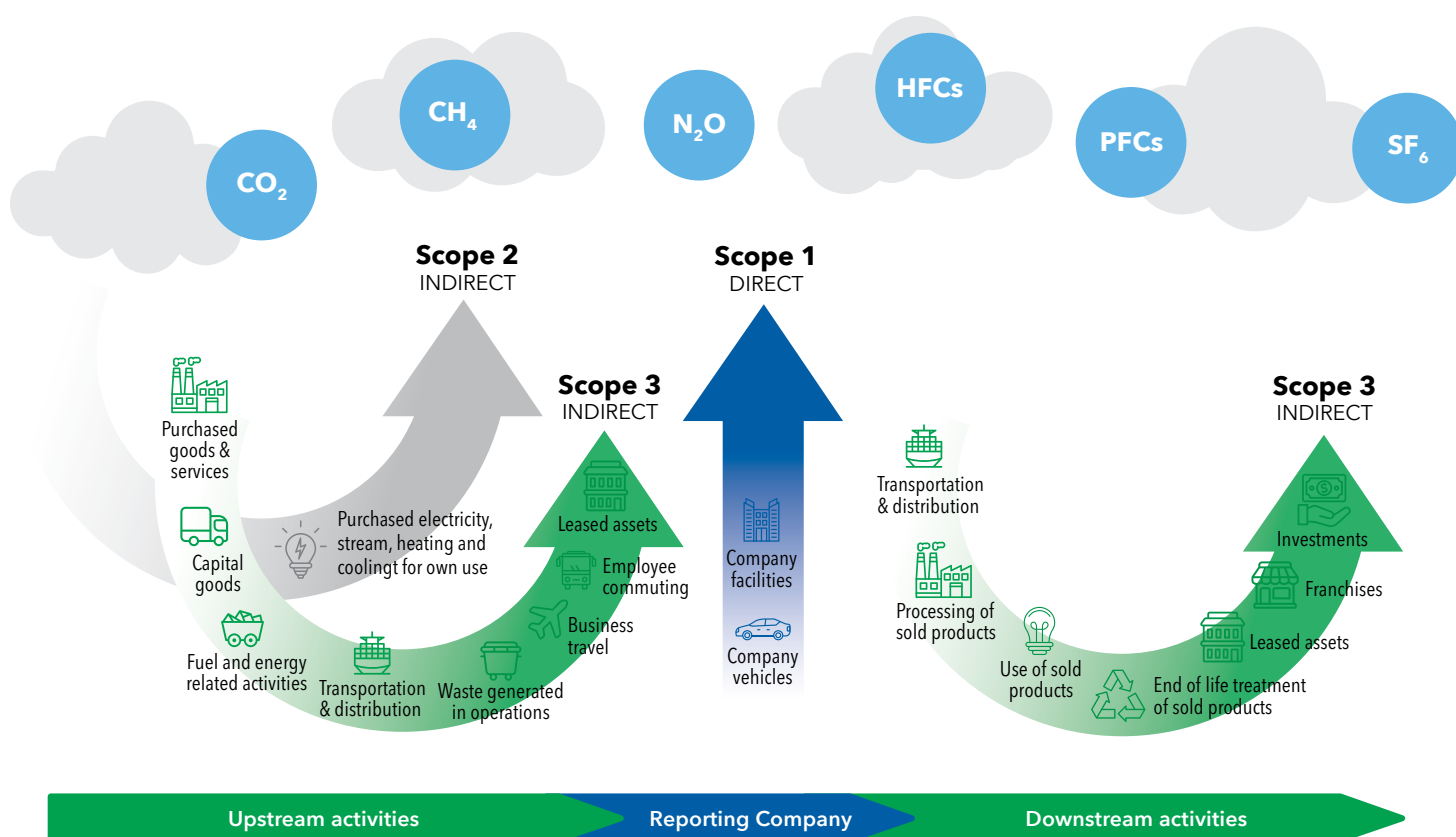 CO₂
CH₄
N₂O
HFCs
PFCs
SF₆
Scope 2
INDIRECT
Scope 1
DIRECT
Scope 3
INDIRECT
Scope 3
INDIRECT
Purchased
goods &
services
Capital
goods
Fuel and energy
related activities
Transportation
& distribution
Waste generated
in operations
Business
travel
Employee
commuting
Leased assets
Purchased electricity,
stream, heating and
coolingt for own use
Company
facilities
Company
vehicles
Transportation
& distribution
Processing of
sold products
Use of sold
products
End of life treatment
of sold products
Leased assets
Franchises
Investments
Upstream activities
Reporting Company
Downstream activities